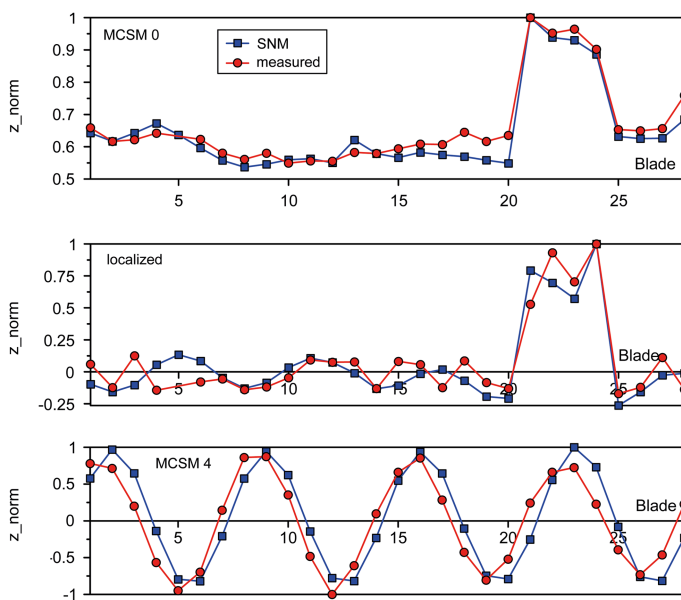 MCSM 0
SNM
measured
z_norm
1
0.9
0.8
0.7
0.6
0.5
Blade
5 10 15 20 25
localized
z_norm
1
0.75
0.5
0.25
0
-0.25
Blade
5 10 15 20 25
MCSM 4
z_norm
1
0.5
0
-0.5
-1
Blade
5 10 15 20 25